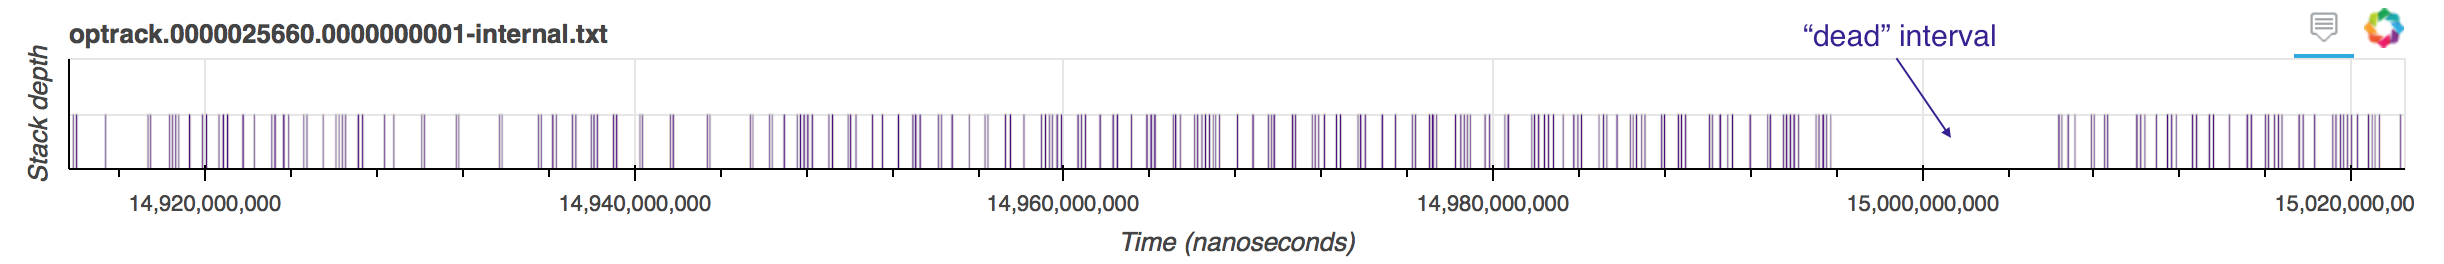 optrack.0000025660.0000000001-internal.txt
“dead” interval
Stack depth
14,920,000,000 14,940,000,000 14,960,000,000 14,980,000,000 15,000,000,000 15,020,000,00
Time (nanoseconds)